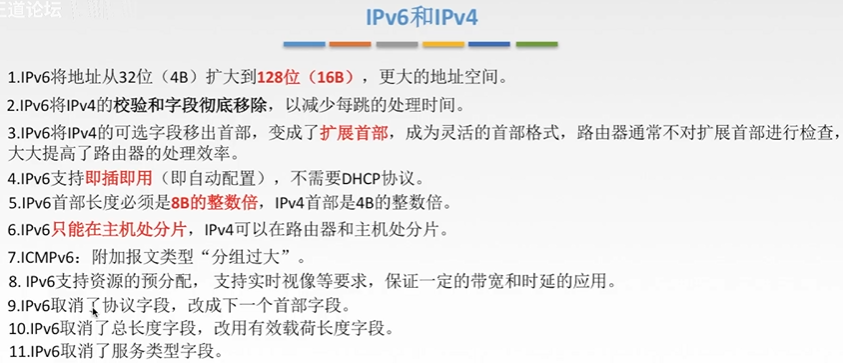 王道论坛
IPv6和IPv4
1.IPv6将地址从32位（4B）扩大到128位（16B），更大的地址空间。
2.IPv6将IPv4的校验和字段彻底移除，以减少每跳的处理时间。
3.IPv6将IPv4的可选字段移出首部，变成了扩展首部，成为灵活的首部格式，路由器通常不对扩展首部进行检查，
大大提高了路由器的处理效率。
4.IPv6支持即插即用（即自动配置），不需要DHCP协议。
5.IPv6首部长度必须是8B的整数倍，IPv4首部是4B的整数倍。
6.IPv6只能在主机处分片，IPv4可以在路由器和主机处分片。
7.ICMPv6：附加报文类型“分组过大”。
8. IPv6支持资源的预分配， 支持实时视像等要求，保证一定的带宽和时延的应用。
9.IPv6取消了协议字段，改成下一个首部字段。
10.IPv6取消了总长度字段，改用有效载荷长度字段。
11.IPv6取消了服务类型字段。